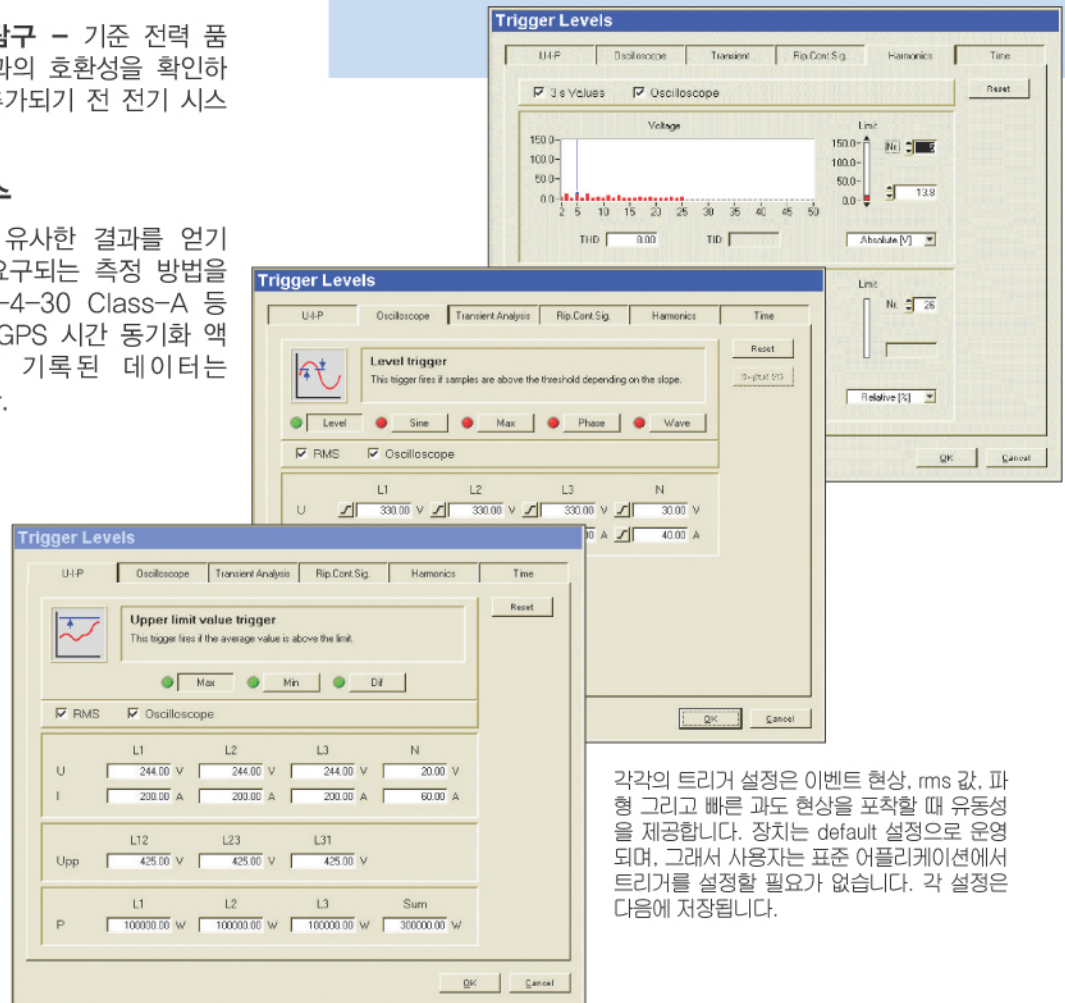 탐구 – 기준 전력 품
과의 호환성을 확인하
추가되기 전 전기 시스
유사한 결과를 얻기
요구되는 측정 방법을
-4-30 Class-A 등
GPS 시간 동기화 액
기록된 데이터는
Trigger Levels
U-I-P Oscilloscope Transient Rip.Cont.Sig. Harmonics Time
3 s Values Oscilloscope Reset
Voltage Limit
150.0 150.0 Nr. 5
100.0 100.0
50.0 50.0 13.8
0.0 0.0
2 5 10 15 20 25 30 35 40 45 50
THD 0.00 TID Absolute [V]
Limit
Nr. 26
Relative [%]
OK Cancel
Trigger Levels
U-I-P Oscilloscope Transient Analysis Rip.Cont.Sig. Harmonics Time
Level trigger Reset
This trigger fires if samples are above the threshold depending on the slope.
Level Sine Max Phase Wave
RMS Oscilloscope
L1 L2 L3 N
U 330.00 V 330.00 V 330.00 V 30.00 V
A 40.00 A
OK Cancel
Trigger Levels
U-I-P Oscilloscope Transient Analysis Rip.Cont.Sig. Harmonics Time
Upper limit value trigger Reset
This trigger fires if the average value is above the limit.
Max Min Dif
RMS Oscilloscope
L1 L2 L3 N
U 244.00 V 244.00 V 244.00 V 20.00 V
I 200.00 A 200.00 A 200.00 A 60.00 A
L12 L23 L31
Upp 425.00 V 425.00 V 425.00 V
L1 L2 L3 Sum
P 100000.00 W 100000.00 W 100000.00 W 300000.00 W
OK Cancel
각각의 트리거 설정은 이벤트 현상, rms 값, 파
형 그리고 빠른 과도 현상을 포착할 때 유동성
을 제공합니다. 장치는 default 설정으로 운영
되며, 그래서 사용자는 표준 어플리케이션에서
트리거를 설정할 필요가 없습니다. 각 설정은
다음에 저장됩니다.